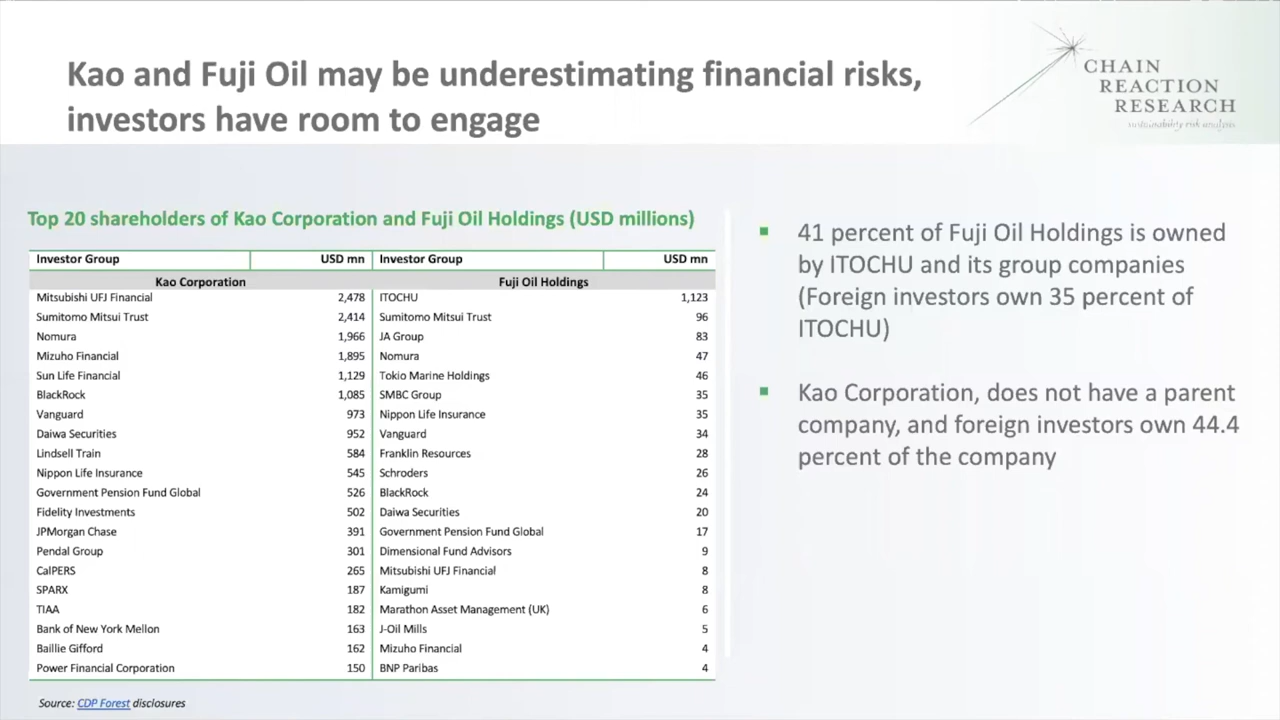 Kao and Fuji Oil may be underestimating financial risks,
investors have room to engage
CHAIN
REACTION
RESEARCH
sustainability risk analysis
Top 20 shareholders of Kao Corporation and Fuji Oil Holdings (USD millions)
Investor Group USD mn Investor Group USD mn
Kao Corporation Fuji Oil Holdings
Mitsubishi UFJ Financial 2,478 ITOCHU 1,123
Sumitomo Mitsui Trust 2,414 Sumitomo Mitsui Trust 96
Nomura 1,966 JA Group 83
Mizuho Financial 1,895 Nomura 47
Sun Life Financial 1,129 Tokio Marine Holdings 46
BlackRock 1,085 SMBC Group 35
Vanguard 973 Nippon Life Insurance 35
Daiwa Securities 952 Vanguard 34
Lindsell Train 584 Franklin Resources 28
Nippon Life Insurance 545 Schroders 26
Government Pension Fund Global 526 BlackRock 24
Fidelity Investments 502 Daiwa Securities 20
JPMorgan Chase 391 Government Pension Fund Global 17
Pendal Group 301 Dimensional Fund Advisors 9
CalPERS 265 Mitsubishi UFJ Financial 8
SPARX 187 Kamigumi 8
TIAA 182 Marathon Asset Management (UK) 6
Bank of New York Mellon 163 J-Oil Mills 5
Baillie Gifford 162 Mizuho Financial 4
Power Financial Corporation 150 BNP Paribas 4
Source: CDP Forest disclosures
41 percent of Fuji Oil Holdings is owned
by ITOCHU and its group companies
(Foreign investors own 35 percent of
ITOCHU)
Kao Corporation, does not have a parent
company, and foreign investors own 44.4
percent of the company